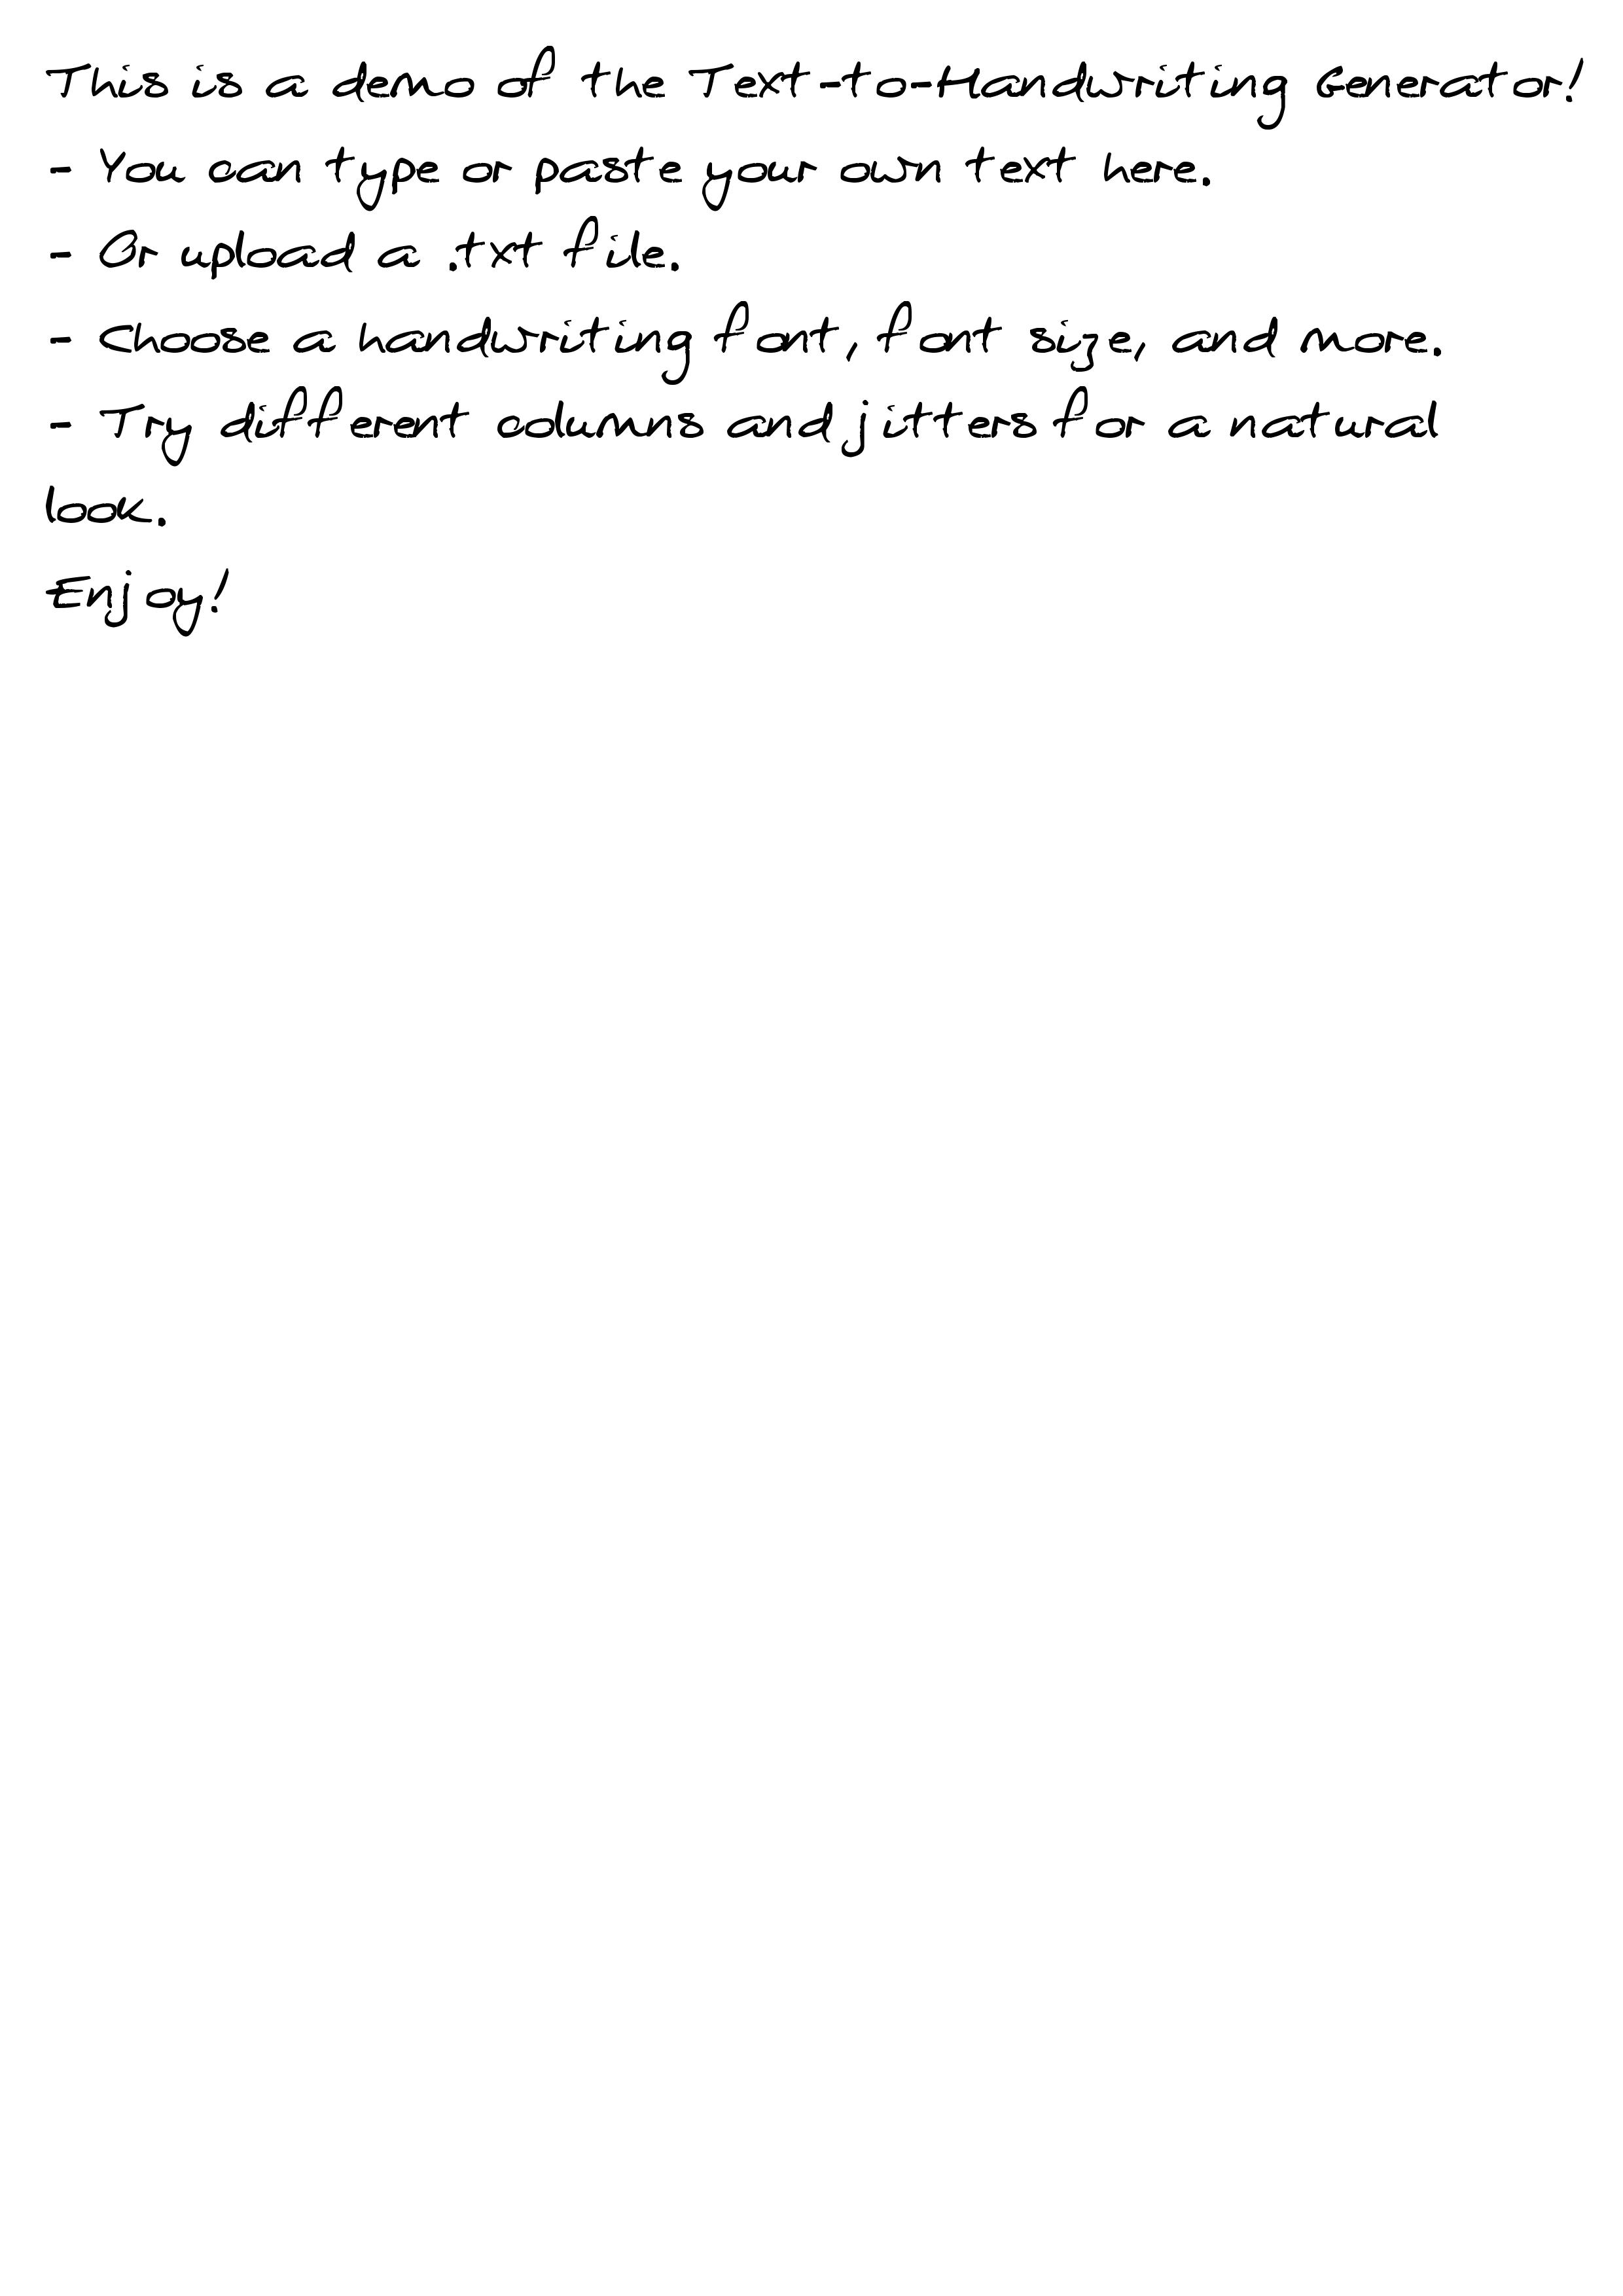 This is a demo of the Text-to-Handwriting Generator!
- You can type or paste your own text here.
- Or upload a .txt file.
- Choose a handwriting font, font size, and more.
- Try different columns and jitters for a natural
look.
Enjoy!